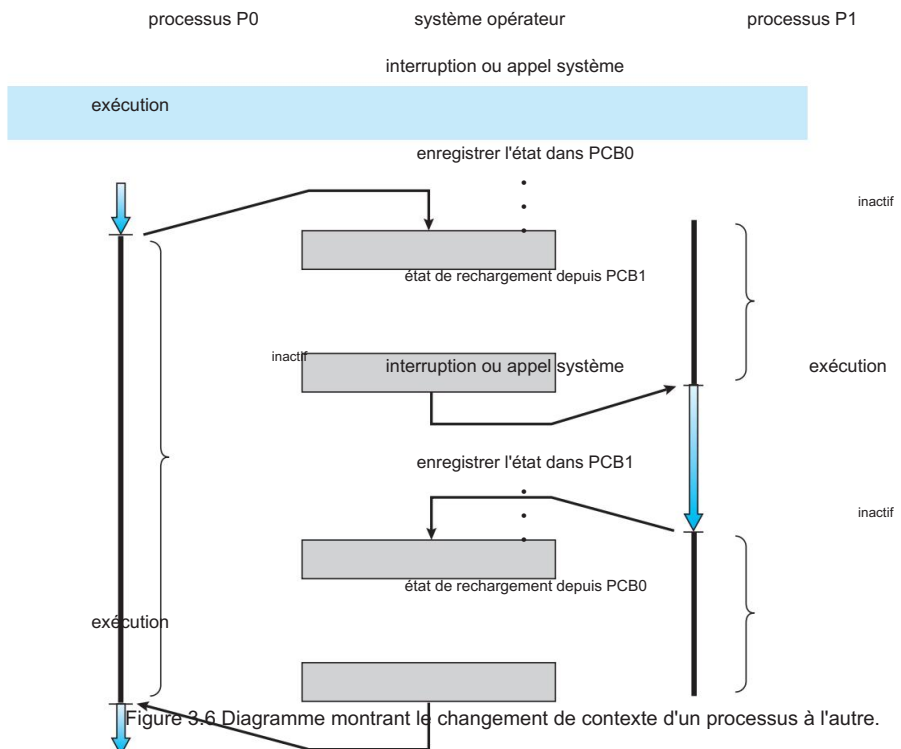 processus P0 système opérateur processus P1
interruption ou appel système
exécution
enregistrer l'état dans PCB0
inactif
état de rechargement depuis PCB1
inactif
interruption ou appel système
exécution
enregistrer l'état dans PCB1
inactif
état de rechargement depuis PCB0
exécution
Figure 3.6 Diagramme montrant le changement de contexte d'un processus à l'autre.